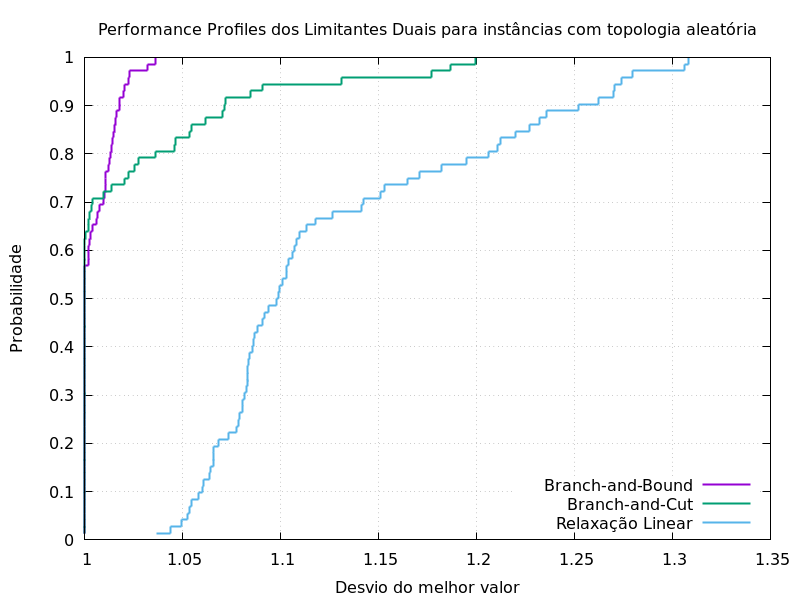 Performance Profiles dos Limitantes Duais para instâncias com topologia aleatória
1
0.9
0.8
0.7
0.6
0.5
0.4
0.3
0.2
0.1
0
Probabilidade
Branch-and-Bound
Branch-and-Cut
Relaxação Linear
1 1.05 1.1 1.15 1.2 1.25 1.3 1.35
Desvio do melhor valor